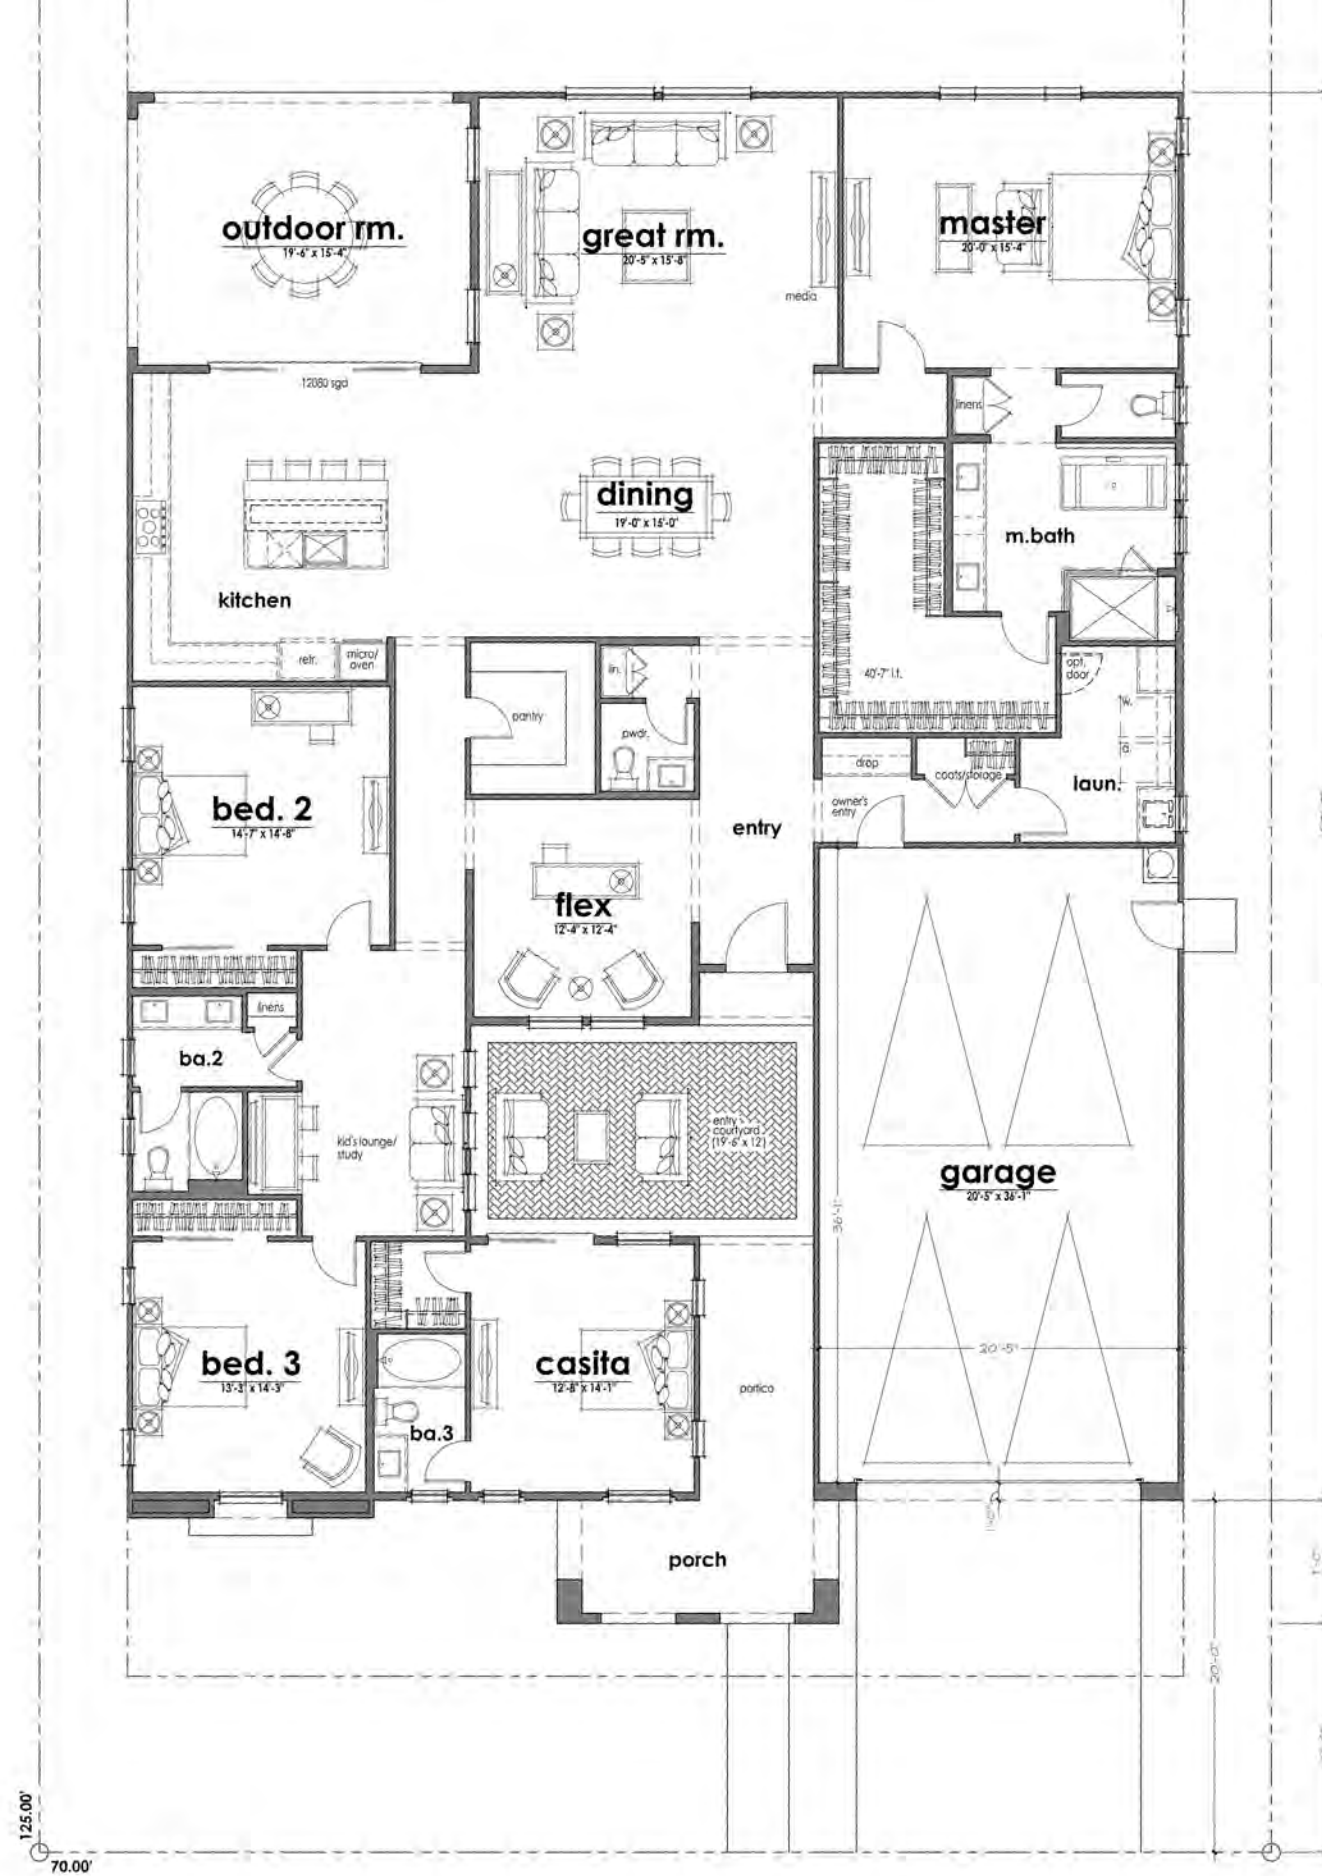 outdoor rm.
19'-6" x 15'-4"
great rm.
20'-5" x 15'-8"
master
20'-0" x 15'-4"
media
12080 sgd
linens
dining
19'-0" x 15'-0"
m.bath
kitchen
refr.
micro/
oven
lin.
opt.
door
40'-7" l.f.
pantry
pwdr.
w.
d.
drop
coats/storage
laun.
bed. 2
14'-7" x 14'-8"
owner's
entry
entry
flex
12'-4" x 12'-4"
linens
ba.2
kid's lounge/
study
entry
courtyard
(19'-6" x 12')
garage
20'-5" x 36'-1"
36'-1"
20'-5"
bed. 3
13'-3" x 14'-3"
casita
12'-8" x 14'-1"
portico
ba.3
porch
20'-0"
125.00'
70.00'